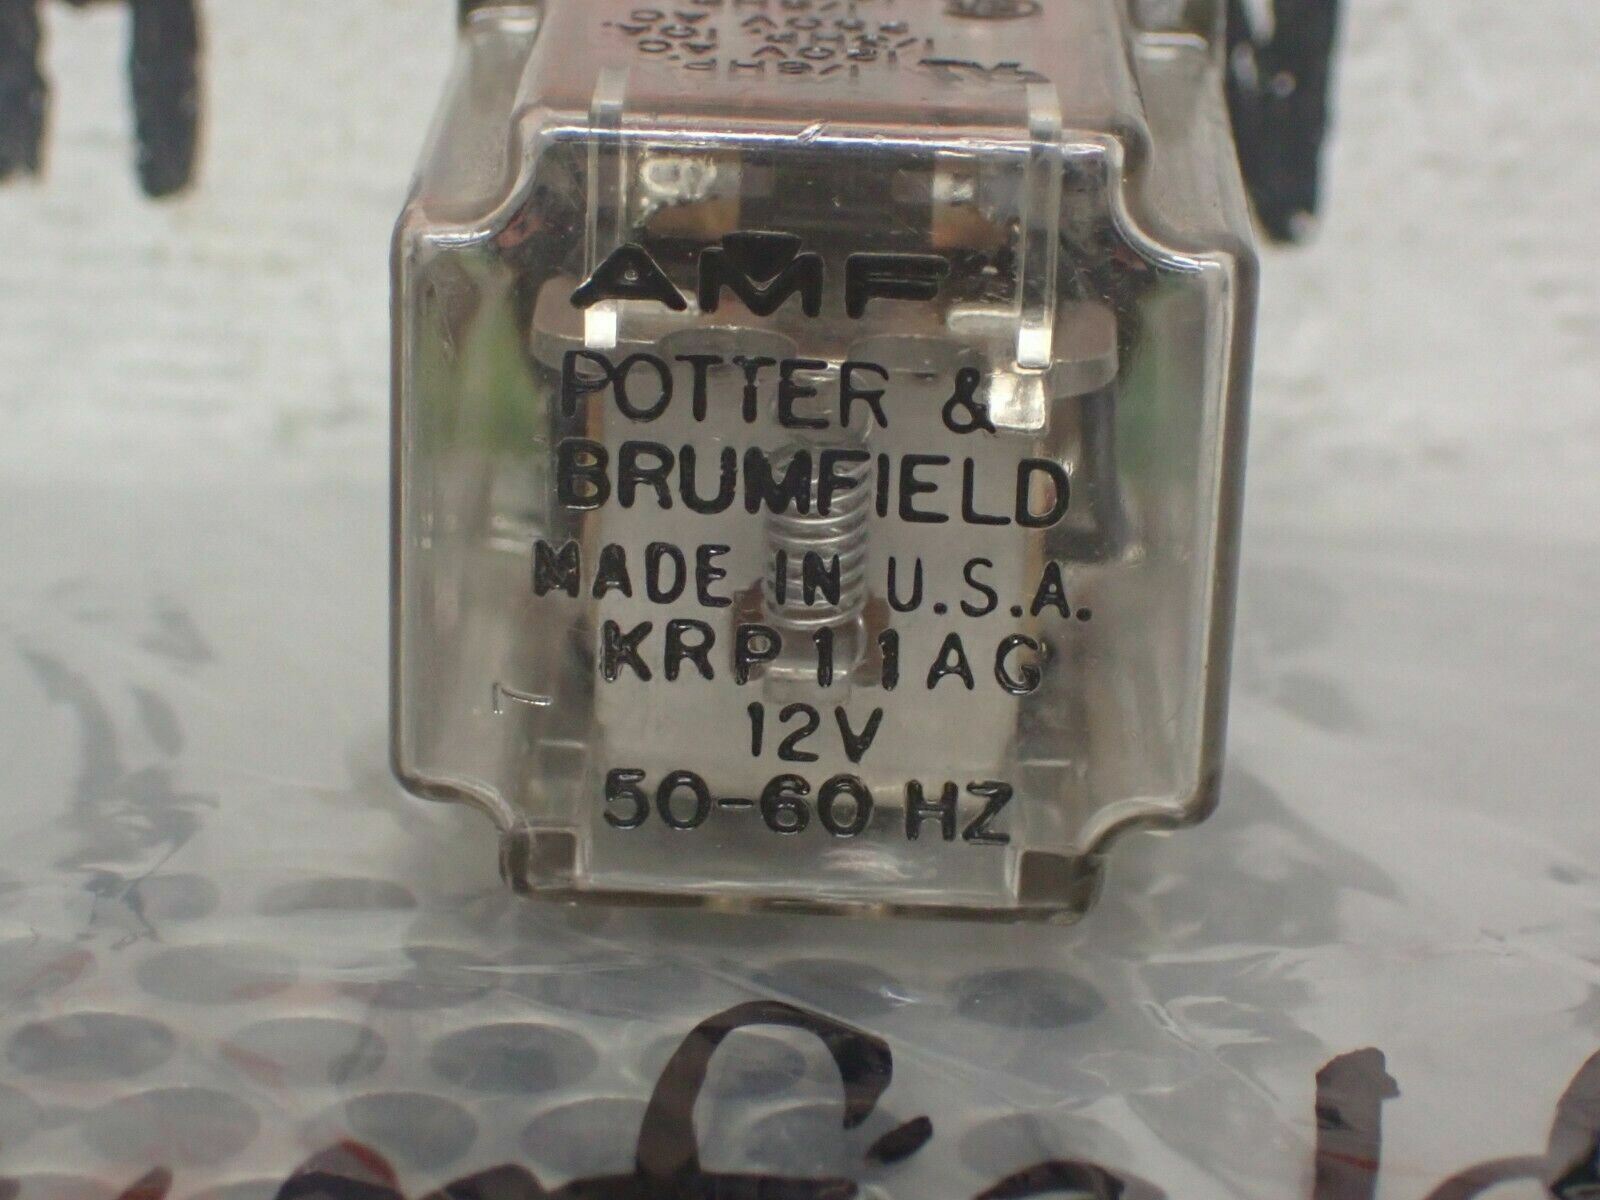 AMF
POTTER &
BRUMFIELD
MADE IN U.S.A.
KRP11AG
12V
50-60 HZ